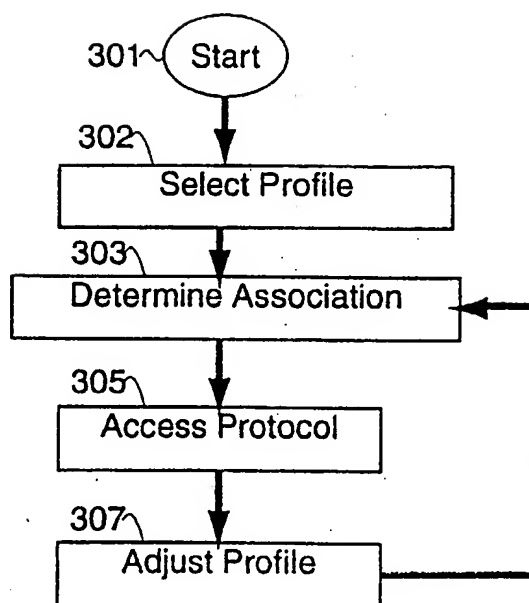 301 Start
302
Select Profile
303
Determine Association
305
Access Protocol
307
Adjust Profile